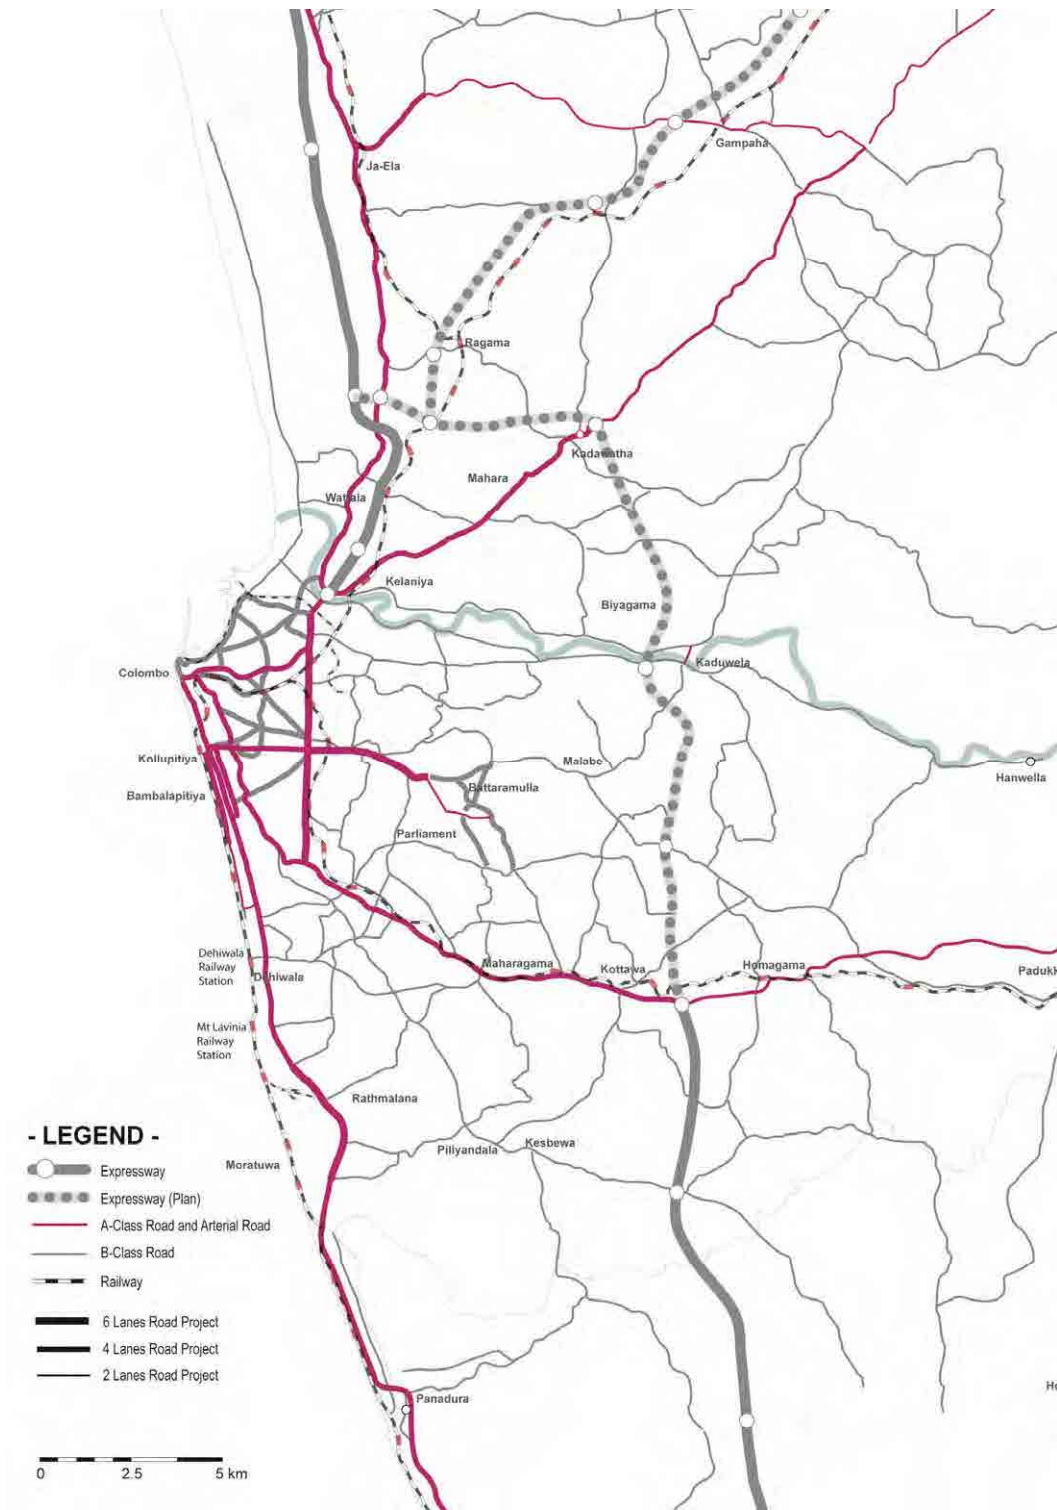 Gampaha
Ja-Ela
Ragama
Kadawatha
Mahara
Wattala
Kelaniya
Biyagama
Kaduwela
Colombo
Kollupitiya
Malabe
Hanwella
Battaramulla
Bambalapitiya
Parliament
Dehiwala
Railway
Station
Dehiwala
Maharagama
Kottawa
Homagama
Padukk
Mt Lavinia
Railway
Station
Rathmalana
- LEGEND -
Piliyandala
Kesbewa
Moratuwa
Expressway
Expressway (Plan)
A-Class Road and Arterial Road
B-Class Road
Railway
6 Lanes Road Project
4 Lanes Road Project
2 Lanes Road Project
Panadura
Ho
0 2.5 5 km